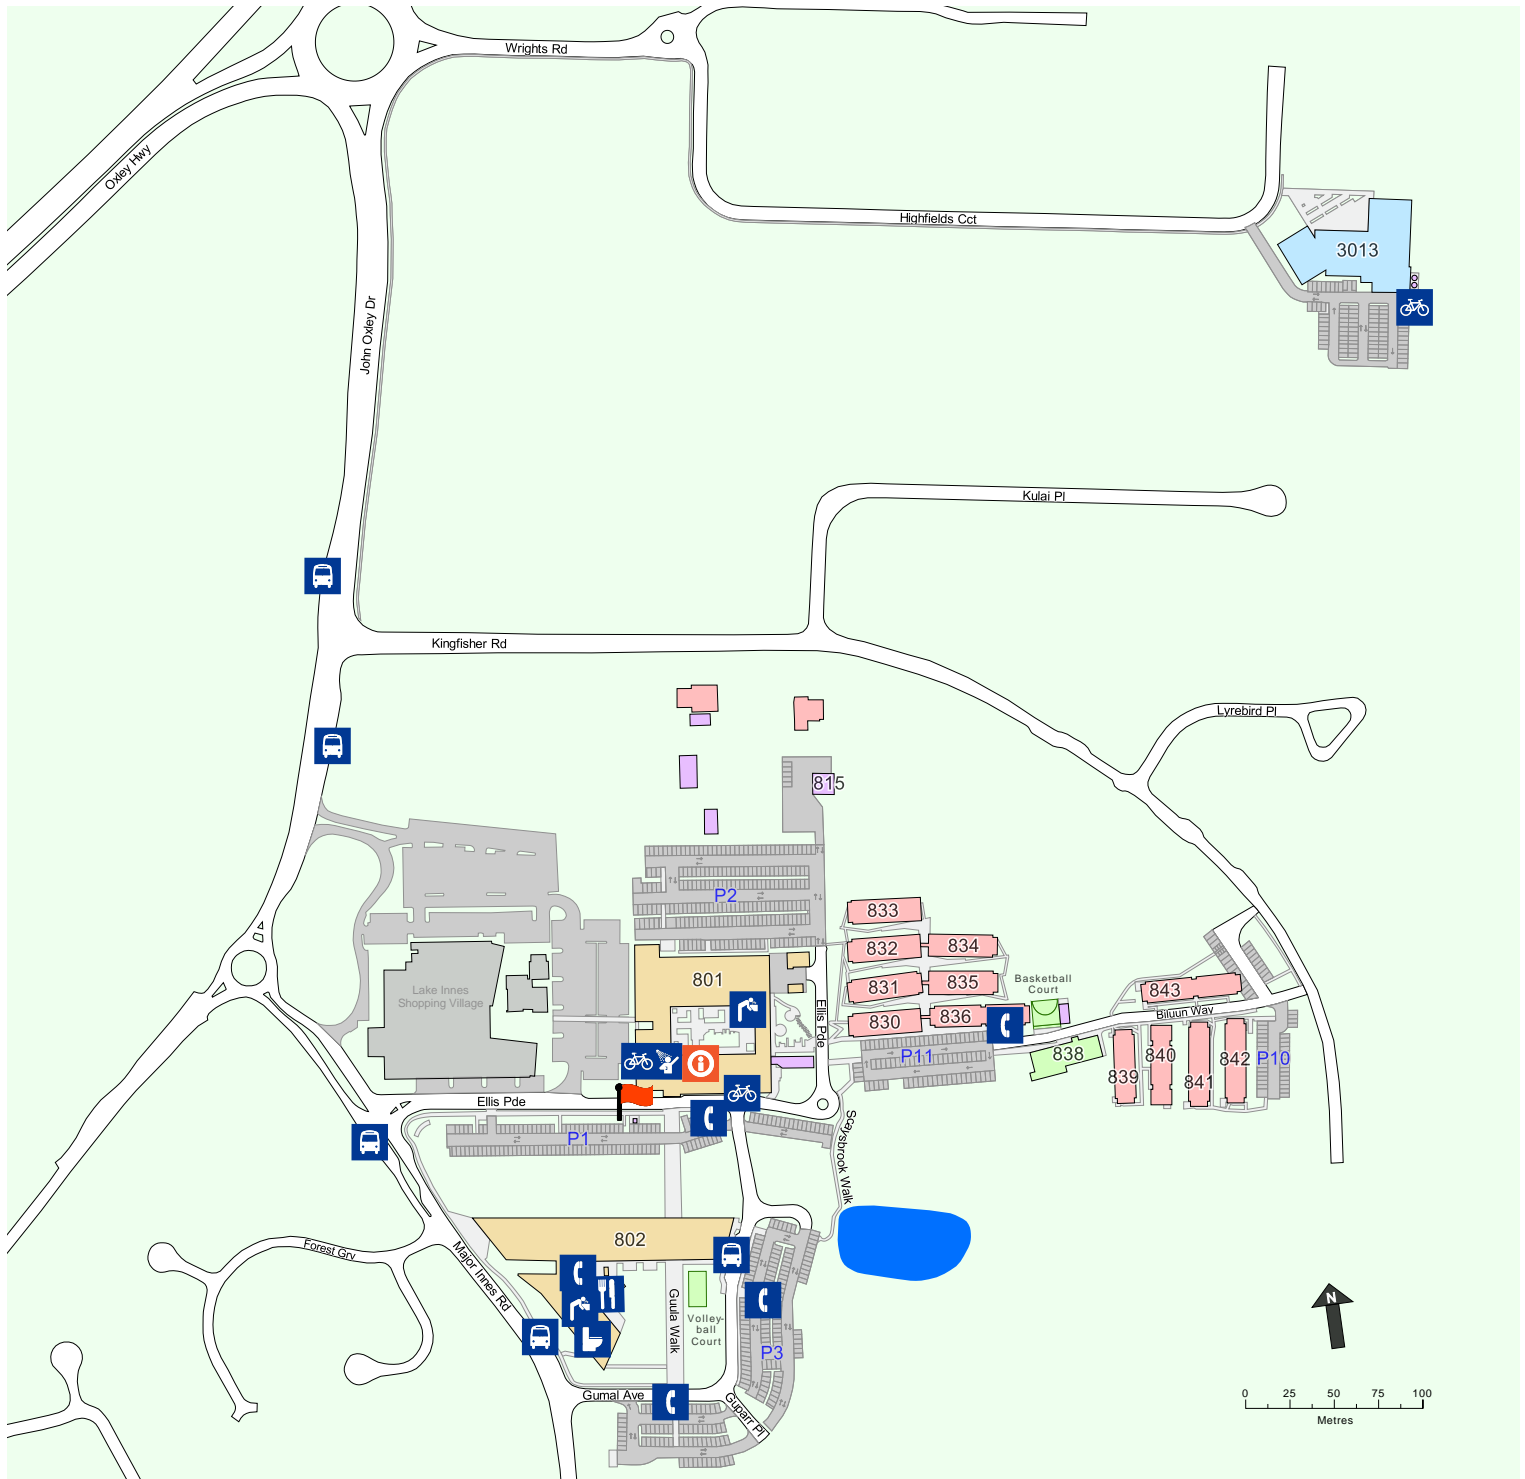 Wrights Rd
Oxley Hwy
Highfields Cct
3013
John Oxley Dr
Kulai Pl
Kingfisher Rd
Lyrebird Pl
815
P2
833
832
834
801
831
835
Basketball
Court
Lake Innes
Shopping Village
843
830
836
Ellis Pde
Biluun Way
P11
838
839
840
841
842
P10
Ellis Pde
P1
Scaysbrook Walk
802
Forest Grv
Major Innes Rd
Guula Walk
Volley-
ball
Court
N
P3
Gumal Ave
Guparr Pl
0 25 50 75 100
Metres